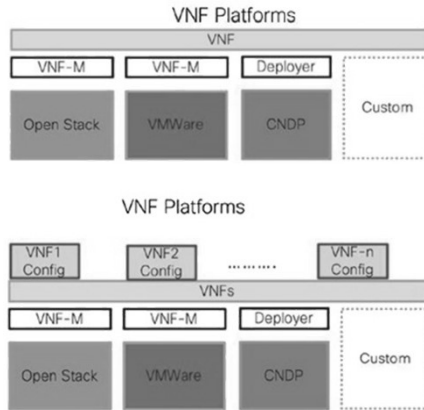 VNF Platforms
VNF
VNF-M VNF-M Deployer
Open Stack VMWare CNDP Custom
VNF Platforms
VNF1 Config VNF2 Config ......... VNF-n Config
VNFs
VNF-M VNF-M Deployer
Open Stack VMWare CNDP Custom